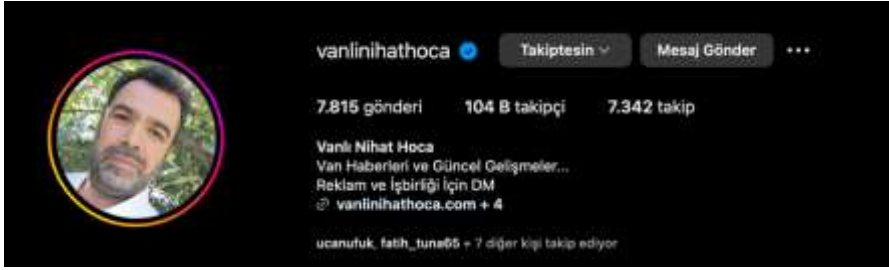 vanlinihathoca Takiptesin Mesaj Gönder
7.815 gönderi 104 B takipçi 7.342 takip
Vanlı Nihat Hoca
Van Haberleri ve Güncel Gelişmeler...
Reklam ve İşbirliği İçin DM
vanlinihathoca.com + 4
ucanufuk, fatih_tuna65 + 7 diğer kişi takip ediyor